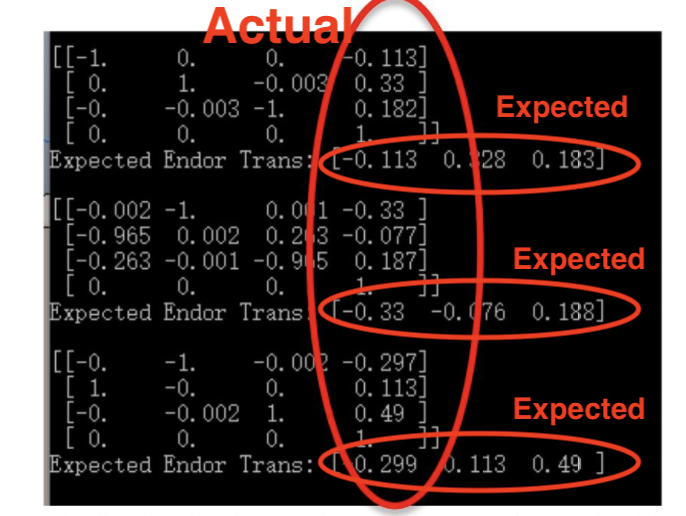 Actual
[[-1. 0. 0. -0.113]
[ 0. 1. -0.003 0.33 ]
[-0. -0.003 -1. 0.182]
[ 0. 0. 0. 1. ]]
Expected
Expected Endor Trans: [-0.113 0.328 0.183]
[[-0.002 -1. 0.001 -0.33 ]
[-0.965 0.002 0.263 -0.077]
[-0.263 -0.001 -0.965 0.187]
[ 0. 0. 0. 1. ]]
Expected
Expected Endor Trans: [-0.33 -0.076 0.188]
[[-0. -1. -0.002 -0.297]
[ 1. -0. 0. 0.113]
[-0. -0.002 1. 0.49 ]
[ 0. 0. 0. 1. ]]
Expected
Expected Endor Trans: [-0.299 0.113 0.49 ]